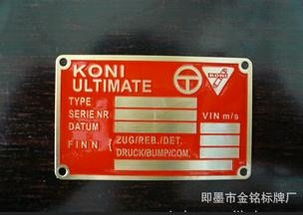 KONI
ULTIMATE
KONI
TYPE
SERIE NR VIN m/s
DATUM
FINN ZUG/REB./DET.
DRUCK/BUMP/COM.
即墨市金铭标牌厂